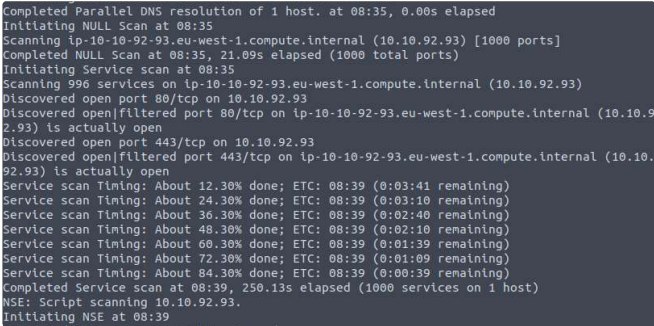 Completed Parallel DNS resolution of 1 host. at 08:35, 0.00s elapsed
Initiating NULL Scan at 08:35
Scanning ip-10-10-92-93.eu-west-1.compute.internal (10.10.92.93) [1000 ports]
Completed NULL Scan at 08:35, 21.09s elapsed (1000 total ports)
Initiating Service scan at 08:35
Scanning 996 services on ip-10-10-92-93.eu-west-1.compute.internal (10.10.92.93)
Discovered open port 80/tcp on 10.10.92.93
Discovered open|filtered port 80/tcp on ip-10-10-92-93.eu-west-1.compute.internal (10.10.9
2.93) is actually open
Discovered open port 443/tcp on 10.10.92.93
Discovered open|filtered port 443/tcp on ip-10-10-92-93.eu-west-1.compute.internal (10.10.
92.93) is actually open
Service scan Timing: About 12.30% done; ETC: 08:39 (0:03:41 remaining)
Service scan Timing: About 24.30% done; ETC: 08:39 (0:03:10 remaining)
Service scan Timing: About 36.30% done; ETC: 08:39 (0:02:40 remaining)
Service scan Timing: About 48.30% done; ETC: 08:39 (0:02:10 remaining)
Service scan Timing: About 60.30% done; ETC: 08:39 (0:01:39 remaining)
Service scan Timing: About 72.30% done; ETC: 08:39 (0:01:09 remaining)
Service scan Timing: About 84.30% done; ETC: 08:39 (0:00:39 remaining)
Completed Service scan at 08:39, 250.13s elapsed (1000 services on 1 host)
NSE: Script scanning 10.10.92.93.
Initiating NSE at 08:39